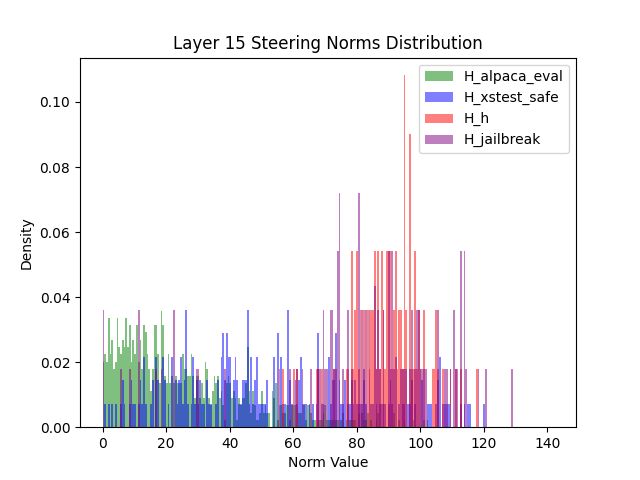 Layer 15 Steering Norms Distribution
H_alpaca_eval
H_xstest_safe
H_h
H_jailbreak
Density
0.10
0.08
0.06
0.04
0.02
0.00
0 20 40 60 80 100 120 140
Norm Value